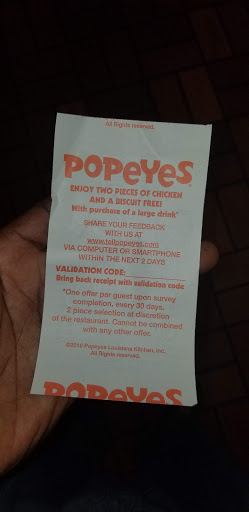 All Rights reserved.
POPEYES
ENJOY TWO PIECES OF CHICKEN
AND A BISCUIT FREE!
With purchase of a large drink*
SHARE YOUR FEEDBACK
WITH US AT
www.tellpopeyes.com
VIA COMPUTER OR SMARTPHONE
WITHIN THE NEXT 2 DAYS
VALIDATION CODE:
Bring back receipt with validation code
*One offer per guest upon survey
completion, every 30 days.
2 piece selection at discretion
of the restaurant. Cannot be combined
with any other offer.
©2016 Popeyes Louisiana Kitchen, Inc.
All Rights reserved.
POPEYES